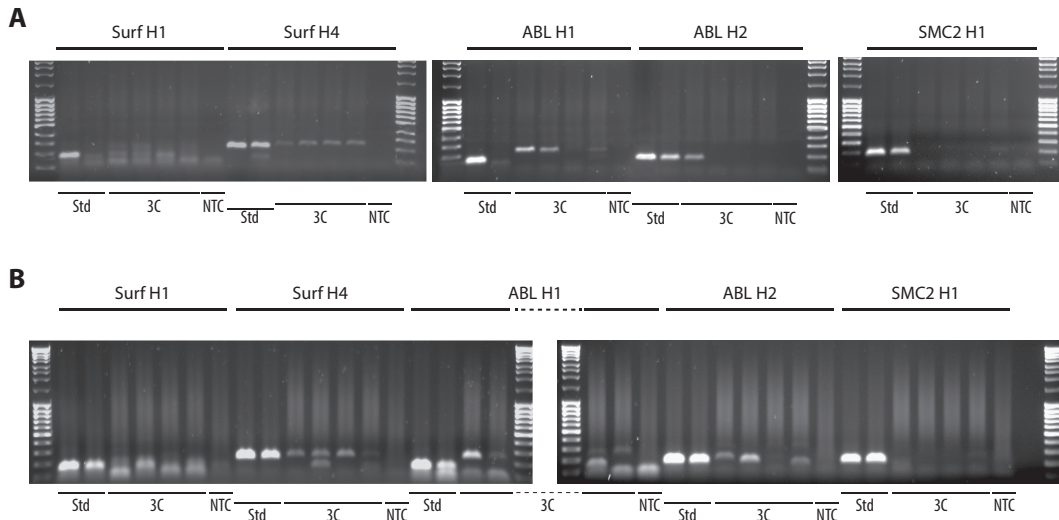 A
Surf H1 Surf H4 ABL H1 ABL H2 SMC2 H1
Std 3C NTC Std 3C NTC Std 3C NTC Std 3C NTC Std 3C NTC
B
Surf H1 Surf H4 ABL H1 ABL H2 SMC2 H1
Std 3C NTC Std 3C NTC Std 3C NTC Std 3C NTC Std 3C NTC